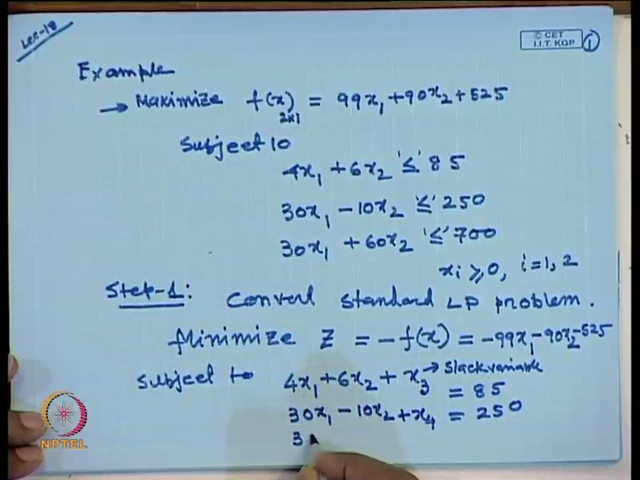 Lec-18
© CET
I.I.T. KGP
1
Example
→ Maximize f(x) = 99x₁ + 90x₂ + 525
2x1
Subject to
4x₁ + 6x₂ '≤' 85
30x₁ - 10x₂ '≤' 250
30x₁ + 60x₂ '≤' 700
xᵢ ≥ 0, i=1, 2
Step-1: Convert standard LP problem.
Minimize Z = -f(x) = -99x₁ - 90x₂ - 525
Subject to 4x₁ + 6x₂ + x₃ → Slack variable = 85
30x₁ - 10x₂ + x₄ = 250
3
NPTEL